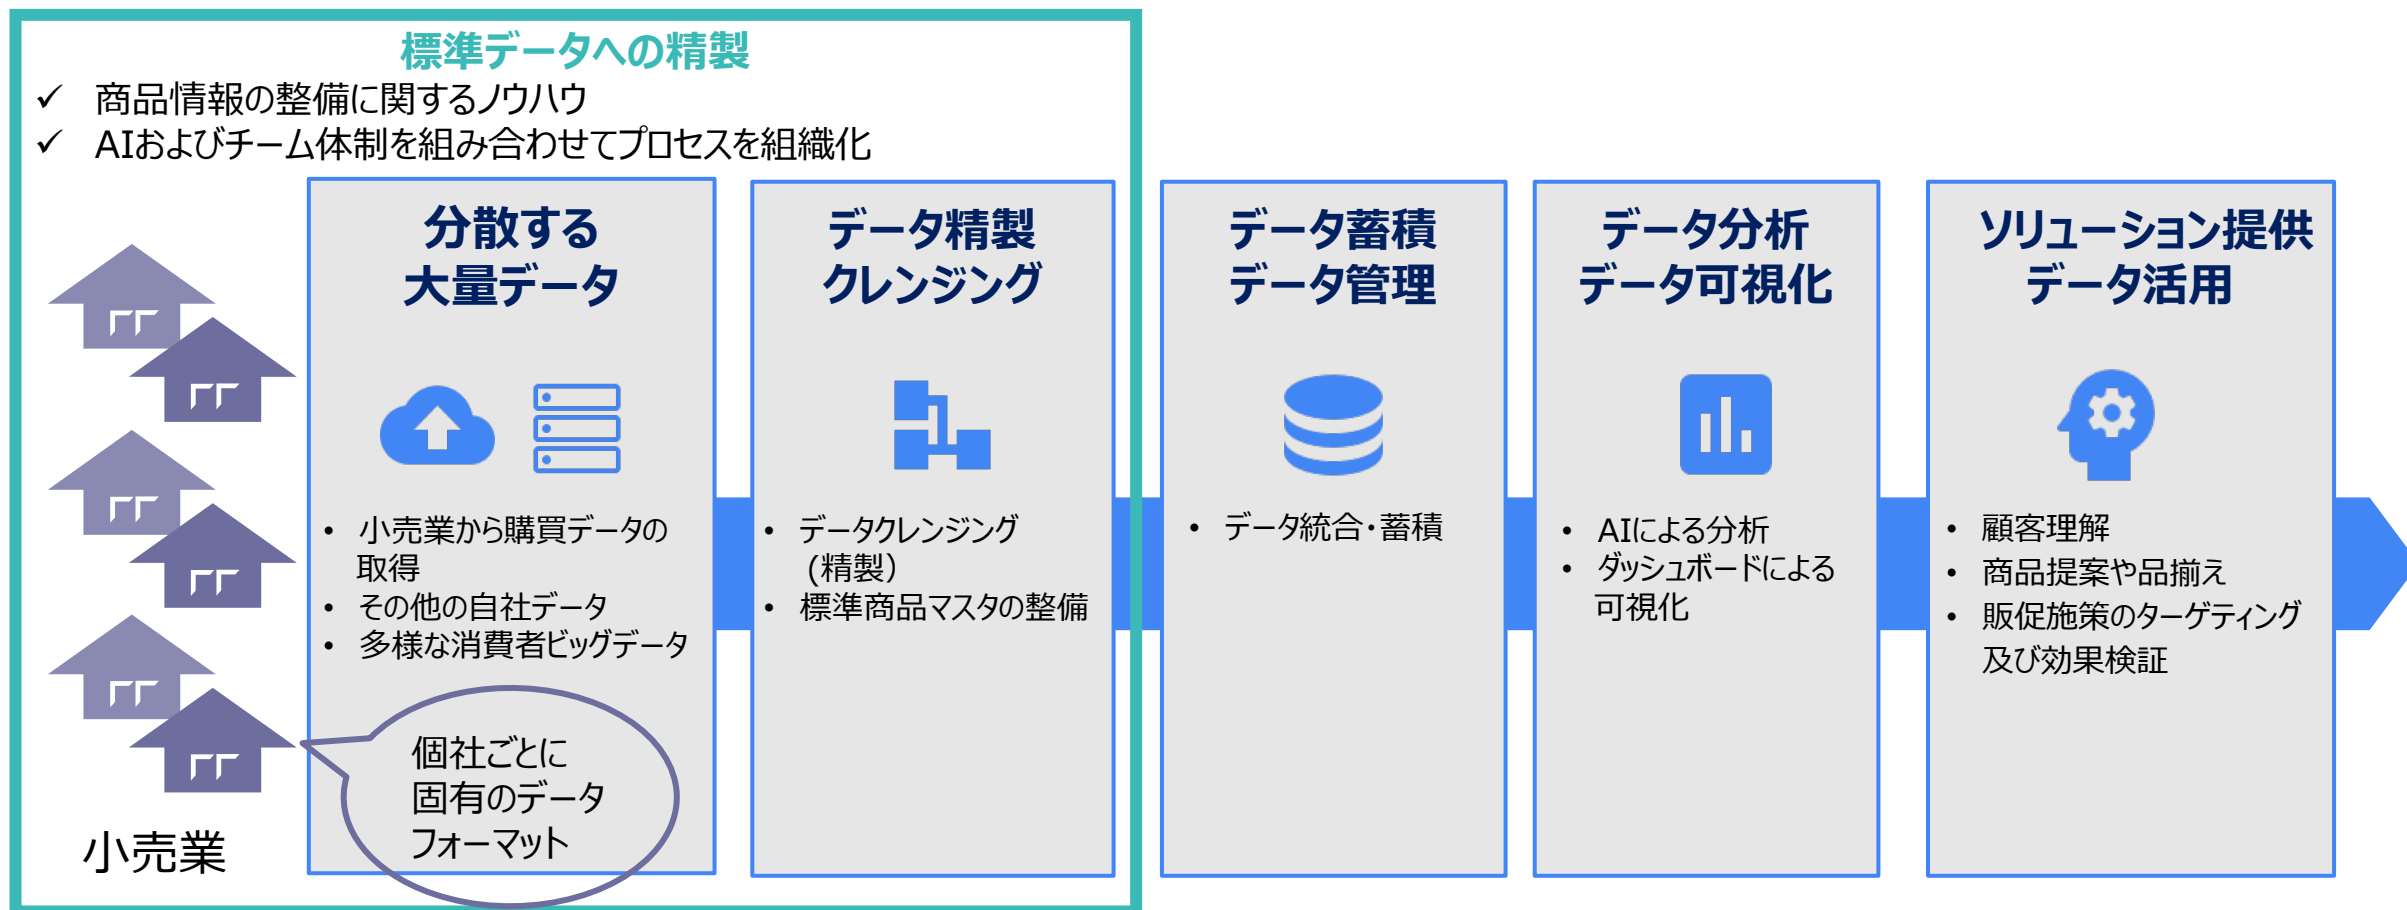 標準データへの精製
✓ 商品情報の整備に関するノウハウ
✓ AIおよびチーム体制を組み合わせてプロセスを組織化
小売業
分散する
大量データ
• 小売業から購買データの
取得
• その他の自社データ
• 多様な消費者ビッグデータ
個社ごとに
固有のデータ
フォーマット
データ精製
クレンジング
• データクレンジング
(精製）
• 標準商品マスタの整備
データ蓄積
データ管理
• データ統合・蓄積
データ分析
データ可視化
• AIによる分析
• ダッシュボードによる
可視化
ソリューション提供
データ活用
• 顧客理解
• 商品提案や品揃え
• 販促施策のターゲティング
及び効果検証